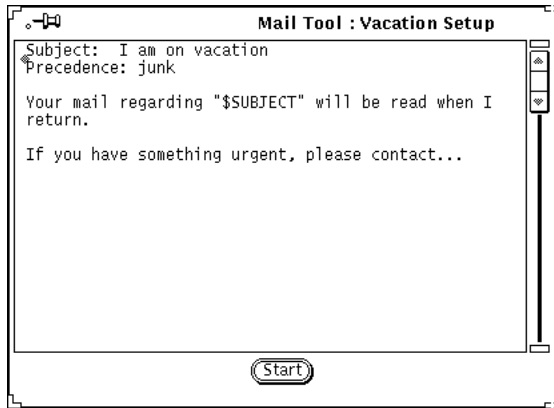 Mail Tool : Vacation Setup
Subject:  I am on vacation
Precedence: junk
Your mail regarding "$SUBJECT" will be read when I
return.
If you have something urgent, please contact...
Start